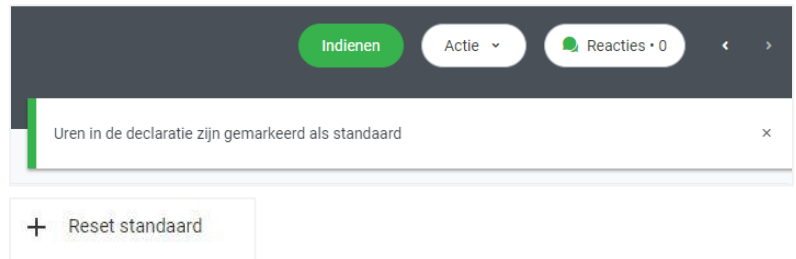 Indienen Actie Reacties • 0
Uren in de declaratie zijn gemarkeerd als standaard
Reset standaard